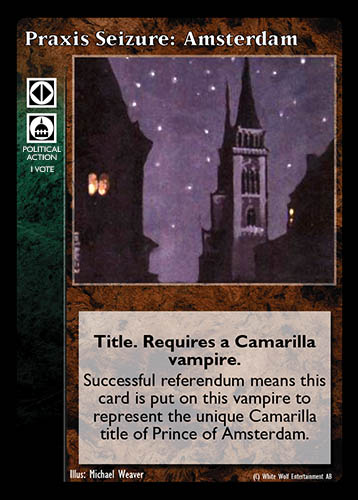 Praxis Seizure: Amsterdam
POLITICAL
ACTION
1 VOTE
Title. Requires a Camarilla
vampire.
Successful referendum means this
card is put on this vampire to
represent the unique Camarilla
title of Prince of Amsterdam.
Illus: Michael Weaver
(C) White Wolf Entertainment AB